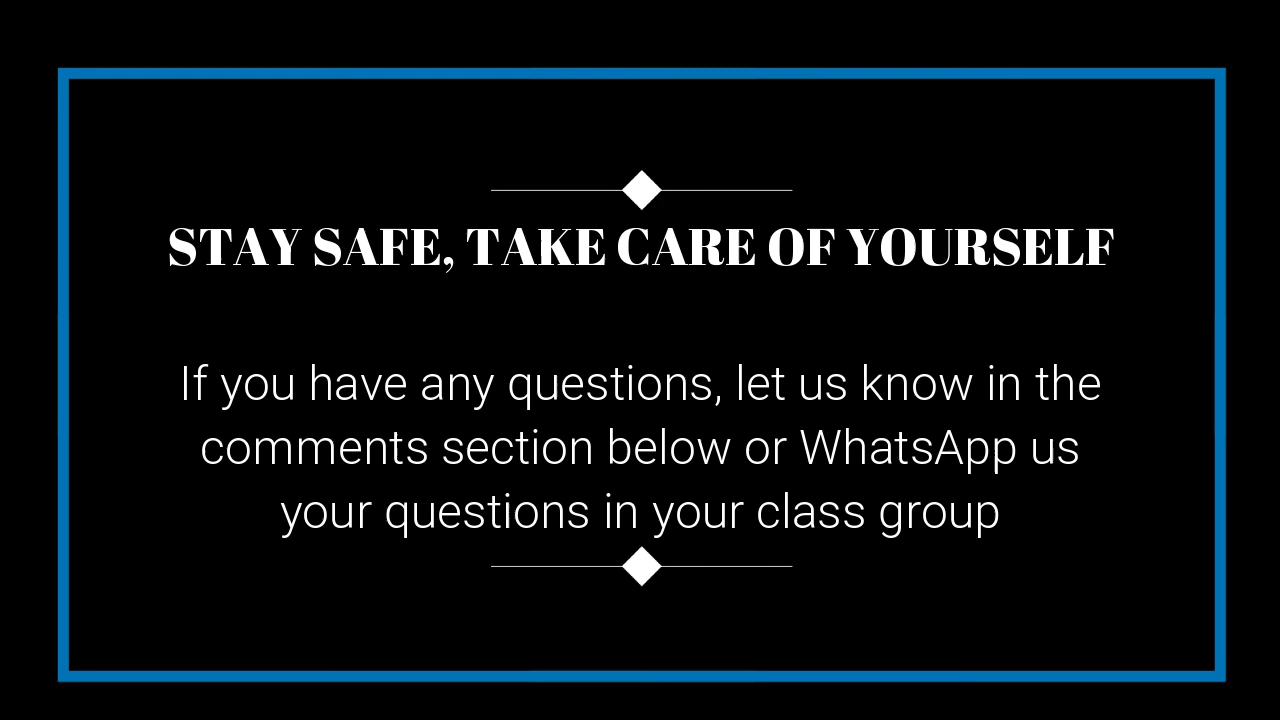 STAY SAFE, TAKE CARE OF YOURSELF
If you have any questions, let us know in the
comments section below or WhatsApp us
your questions in your class group